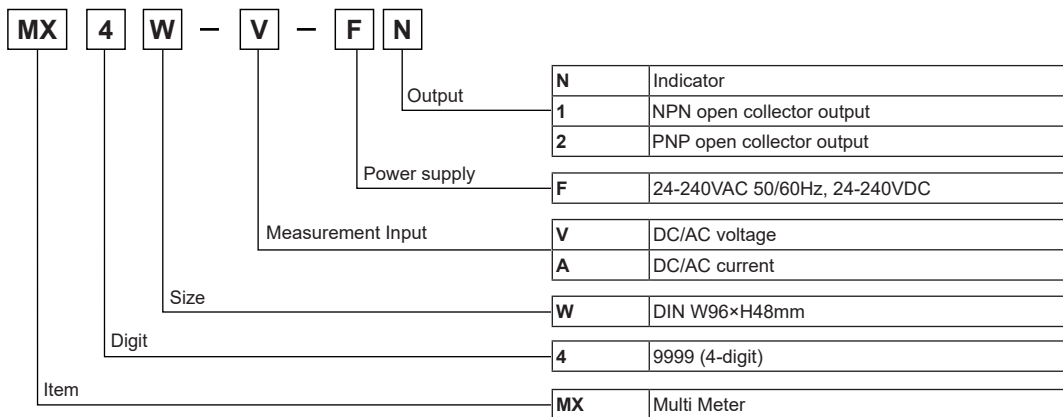 MX 4 W – V – F N
Output
N Indicator
1 NPN open collector output
2 PNP open collector output
Power supply
F 24-240VAC 50/60Hz, 24-240VDC
Measurement Input
V DC/AC voltage
A DC/AC current
Size
W DIN W96×H48mm
Digit
4 9999 (4-digit)
Item
MX Multi Meter